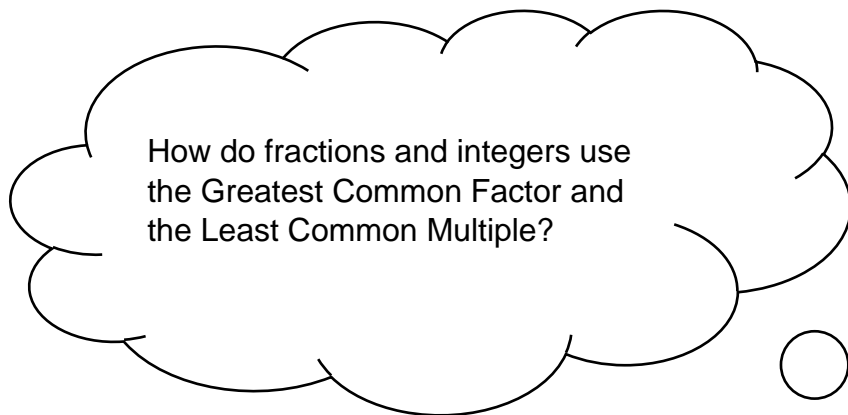 How do fractions and integers use
the Greatest Common Factor and
the Least Common Multiple?